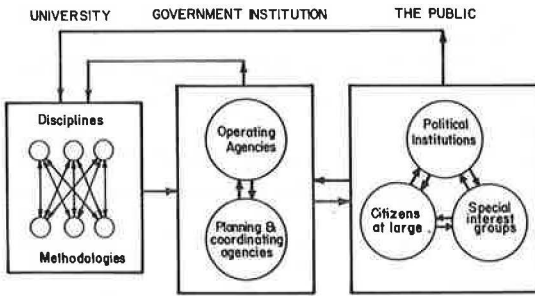 UNIVERSITY
GOVERNMENT INSTITUTION
THE PUBLIC
Disciplines
Methodologies
Operating
Agencies
Planning &
coordinating
agencies
Political
Institutions
Citizens
at large
Special
interest
groups